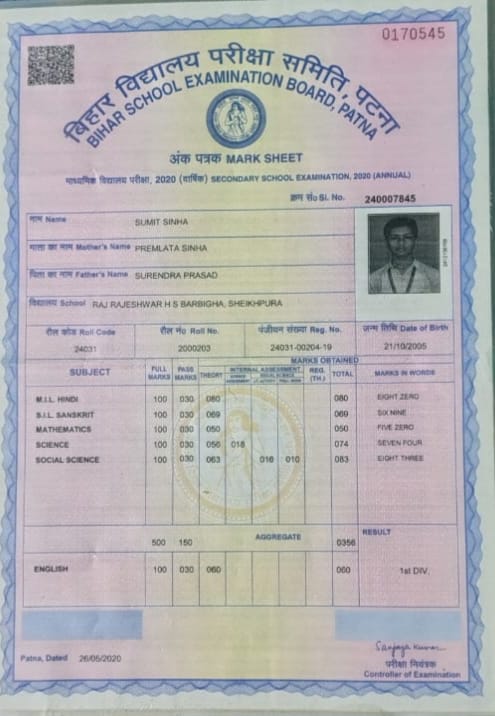 0170545
बिहार विद्यालय परीक्षा समिति, पटना
BIHAR SCHOOL EXAMINATION BOARD, PATNA
अंक पत्रक MARK SHEET
माध्यमिक विद्यालय परीक्षा, 2020 (वार्षिक) SECONDARY SCHOOL EXAMINATION, 2020 (ANNUAL)
क्रम सं० Sl. No. 240007845
नाम Name SUMIT SINHA
माता का नाम Mother's Name PREMLATA SINHA
पिता का नाम Father's Name SURENDRA PRASAD
विद्यालय School RAJ RAJESHWAR H S BARBIGHA, SHEIKHPURA
रौल कोड Roll Code रौल नं० Roll No. पंजीयन संख्या Reg. No. जन्म तिथि Date of Birth
24031 2000203 24031-00204-19 21/10/2005
MARKS OBTAINED
SUBJECT FULL MARKS PASS MARKS THEORY INTERNAL ASSESSMENT REG. (TH.) TOTAL MARKS IN WORDS
M.I.L. HINDI 100 030 080 080 EIGHT ZERO
S.I.L. SANSKRIT 100 030 069 069 SIX NINE
MATHEMATICS 100 030 050 050 FIVE ZERO
SCIENCE 100 030 056 018 074 SEVEN FOUR
SOCIAL SCIENCE 100 030 063 010 083 EIGHT THREE
500 150 AGGREGATE 0356 RESULT
ENGLISH 100 030 060 060 1st DIV.
Patna, Dated 26/05/2020
Sanjay Kumar
परीक्षा नियंत्रक
Controller of Examination